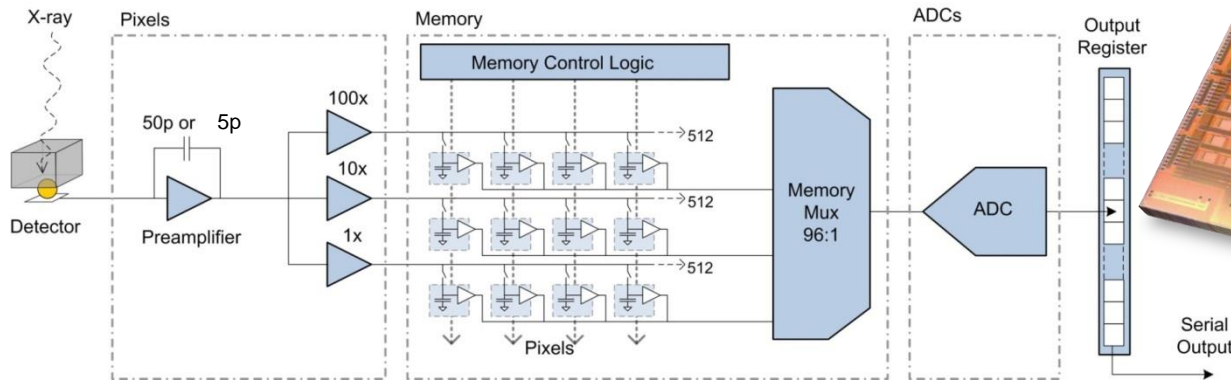 X-ray
Pixels
Memory
ADCs
Output
Register
Memory Control Logic
50p or 5p
100x
10x
1x
512
512
512
Detector
Preamplifier
Memory
Mux
96:1
ADC
Pixels
Serial
Output